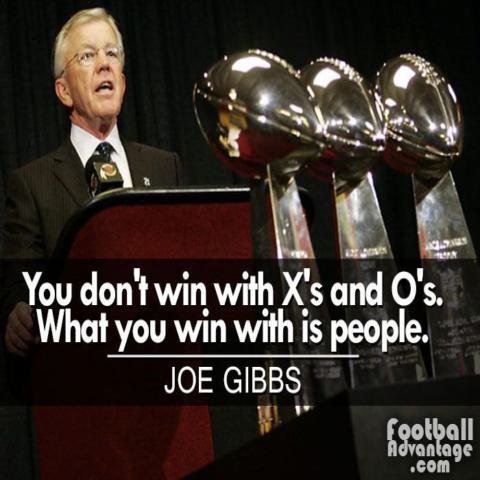 You don't win with X's and O's.
What you win with is people.
JOE GIBBS
Football
Advantage
.com